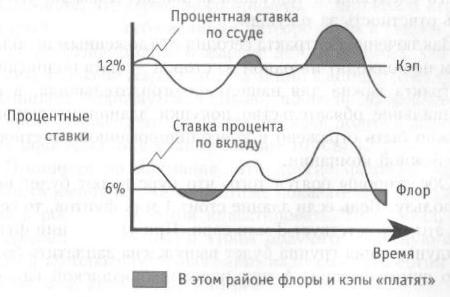 Процентная ставка
по ссуде
12%
Кэп
Процентные
ставки
Ставка процента
по вкладу
6%
Флор
Время
В этом районе флоры и кэпы «платят»